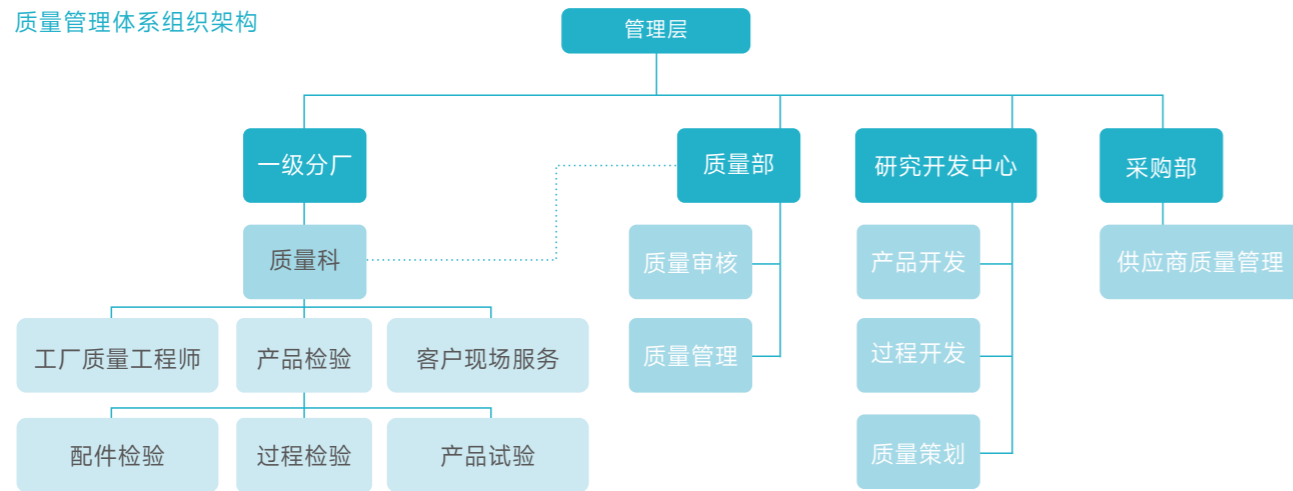 质量管理体系组织架构
管理层
一级分厂
质量部
研究开发中心
采购部
质量科
质量审核
产品开发
供应商质量管理
工厂质量工程师
产品检验
客户现场服务
质量管理
过程开发
配件检验
过程检验
产品试验
质量策划